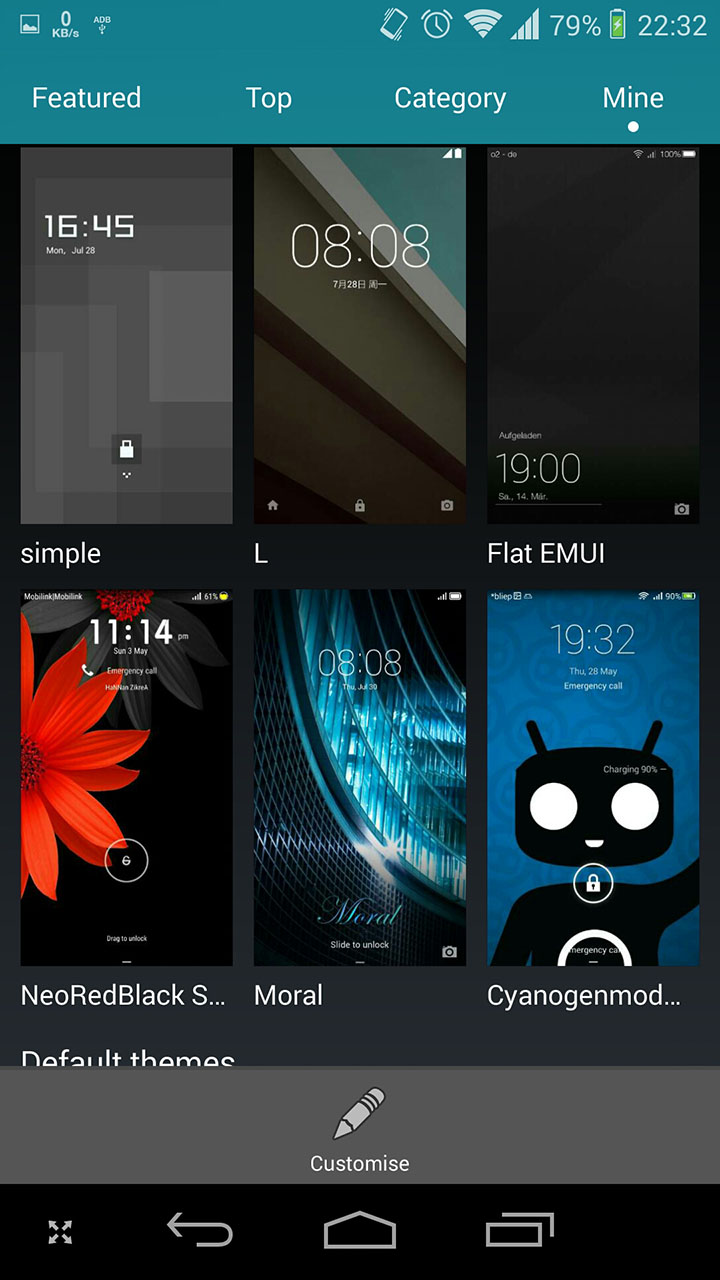 0
KB/s
ADB
79%
22:32
Featured
Top
Category
Mine
16:45
Mon, Jul 28
08:08
7月28日 周一
o2 - de
100%
Aufgeladen
19:00
Sa., 14. Mär.
simple
L
Flat EMUI
Mobilink|Mobilink
61%
11:14 pm
Sun 3 May
Emergency call
HaNNan ZikreA
Drag to unlock
08:08
Thu, Jul 30
Moral
Slide to unlock
*bliep
90%
19:32
Thu, 28 May
Emergency call
Charging 90%
mergency ca
NeoRedBlack S...
Moral
Cyanogenmod...
Default themes
Customise